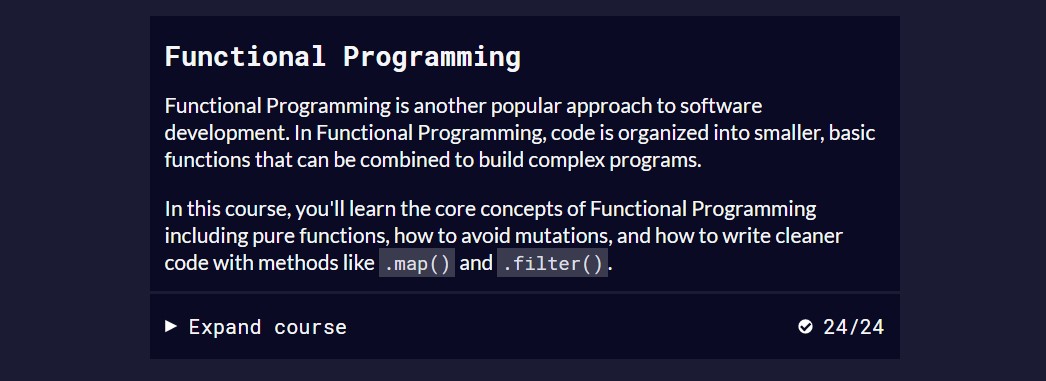 Functional Programming
Functional Programming is another popular approach to software
development. In Functional Programming, code is organized into smaller, basic
functions that can be combined to build complex programs.
In this course, you'll learn the core concepts of Functional Programming
including pure functions, how to avoid mutations, and how to write cleaner
code with methods like .map() and .filter().
Expand course 24/24